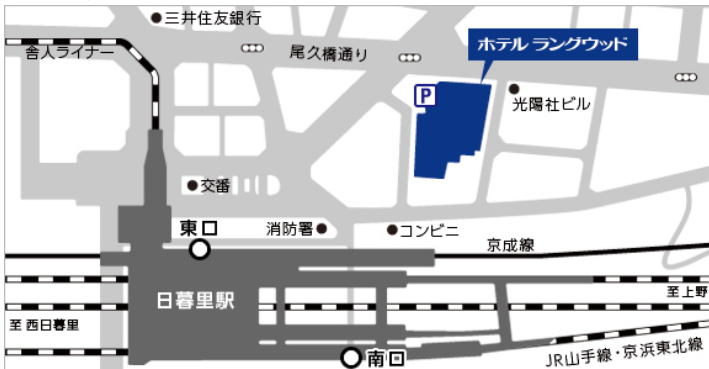 三井住友銀行
舎人ライナー
尾久橋通り
ホテル ラングウッド
P
光陽社ビル
交番
東口
消防署
コンビニ
京成線
日暮里駅
至上野
至 西日暮里
南口
JR山手線・京浜東北線